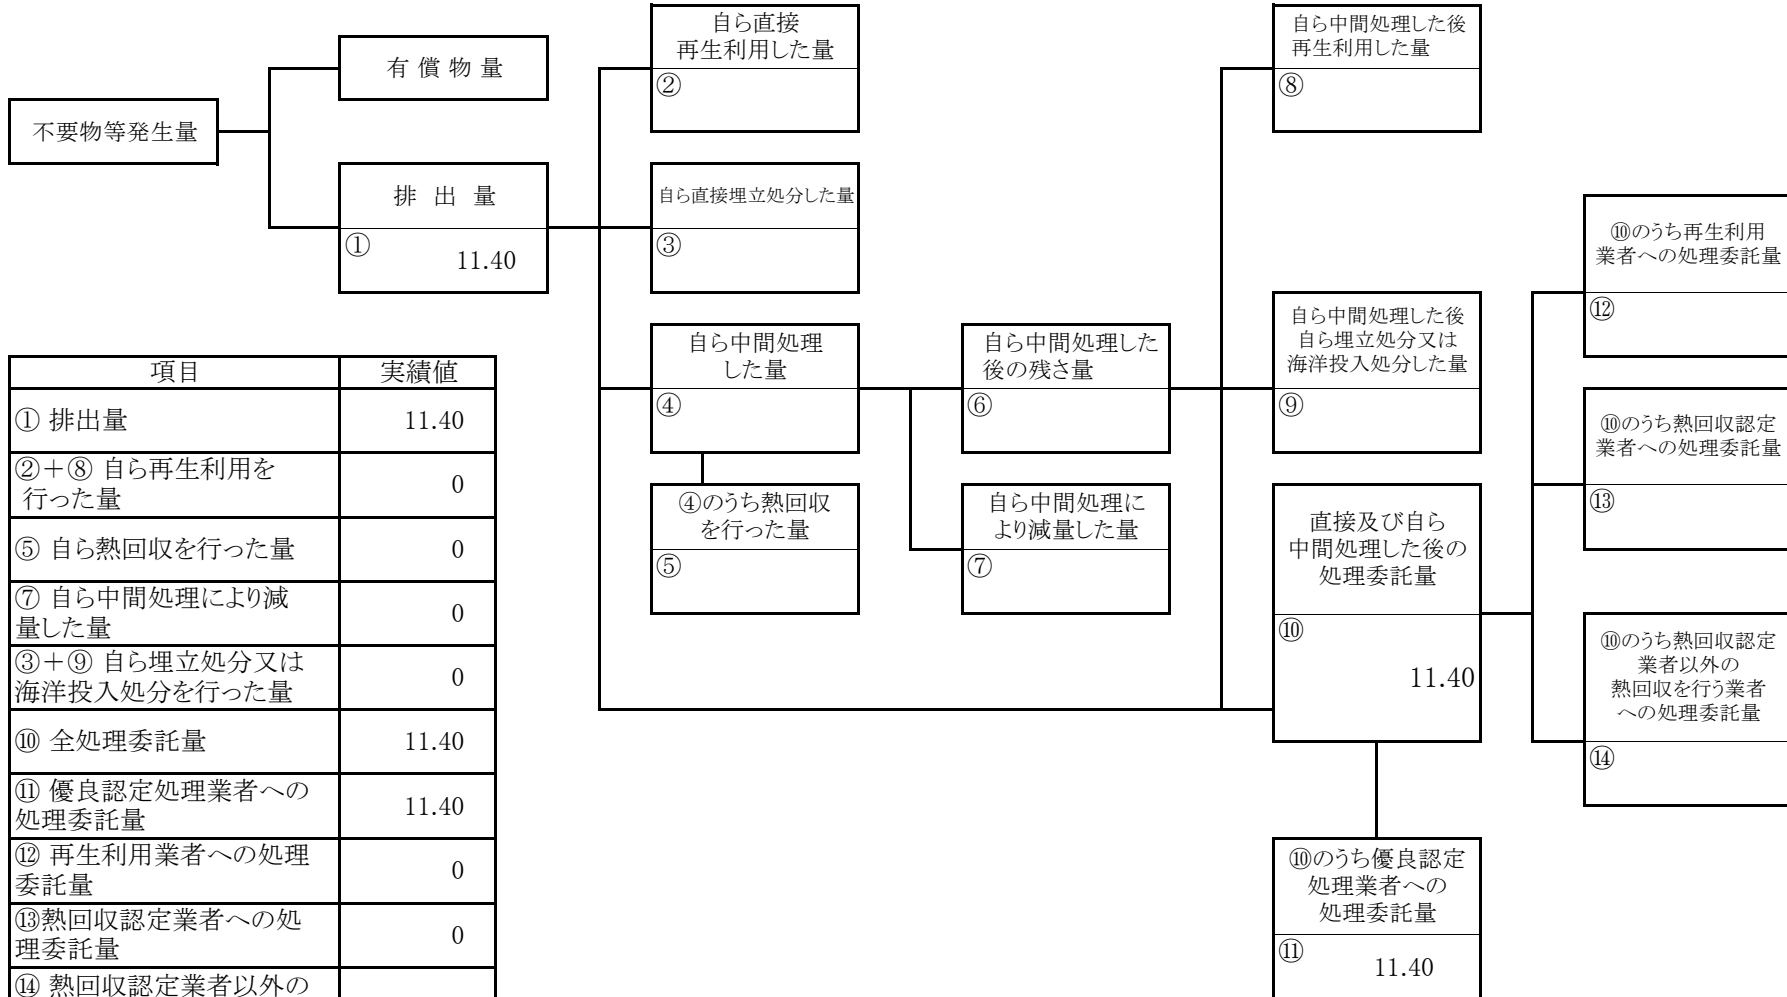 不要物等発生量
有 償 物 量
排 出 量
①
11.40
自ら直接
再生利用した量
②
自ら直接埋立処分した量
③
自ら中間処理
した量
④
④のうち熱回収
を行った量
⑤
自ら中間処理した
後の残さ量
⑥
自ら中間処理に
より減量した量
⑦
自ら中間処理した後
再生利用した量
⑧
自ら中間処理した後
自ら埋立処分又は
海洋投入処分した量
⑨
直接及び自ら
中間処理した後の
処理委託量
⑩
11.40
⑩のうち優良認定
処理業者への
処理委託量
⑪
11.40
⑩のうち再生利用
業者への処理委託量
⑫
⑩のうち熱回収認定
業者への処理委託量
⑬
⑩のうち熱回収認定
業者以外の
熱回収を行う業者
への処理委託量
⑭
項目 実績値
① 排出量 11.40
②+⑧ 自ら再生利用を
行った量 0
⑤ 自ら熱回収を行った量 0
⑦ 自ら中間処理により減
量した量 0
③+⑨ 自ら埋立処分又は
海洋投入処分を行った量 0
⑩ 全処理委託量 11.40
⑪ 優良認定処理業者への
処理委託量 11.40
⑫ 再生利用業者への処理
委託量 0
⑬熱回収認定業者への処
理委託量 0
⑭ 熱回収認定業者以外の